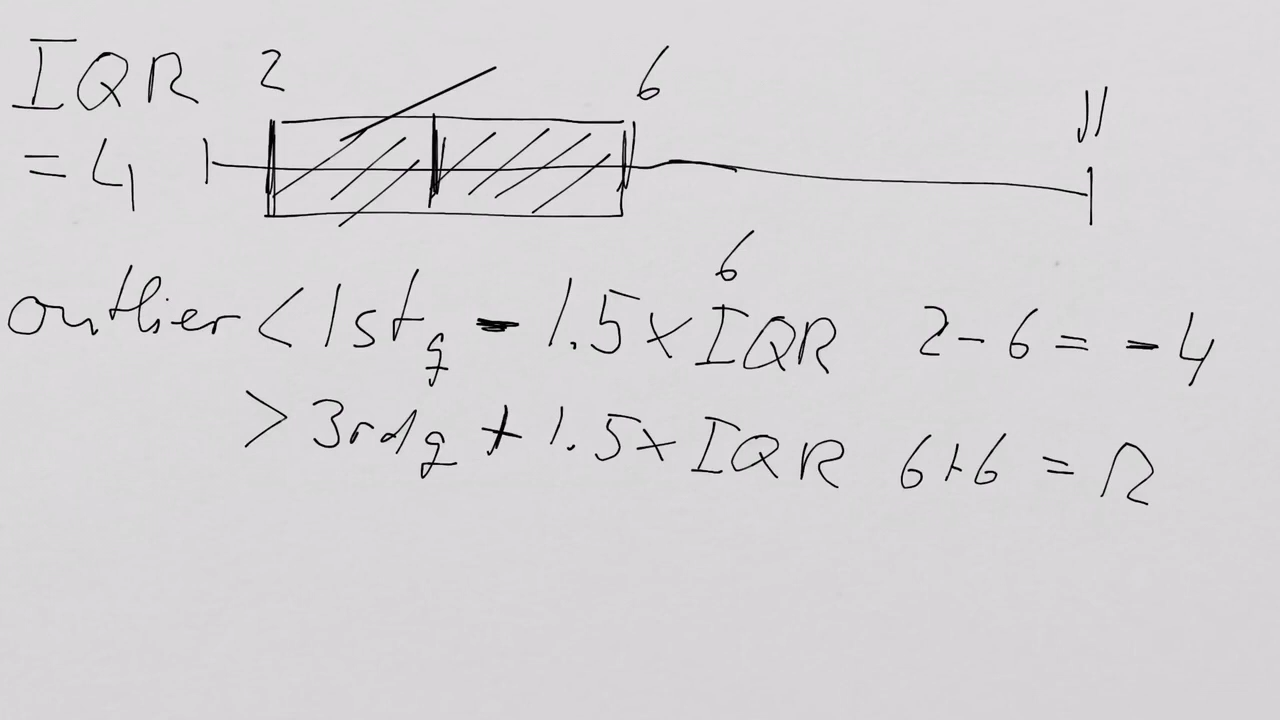 IQR 2 6 11
= 4
6
outlier < 1st q - 1.5 x IQR 2 - 6 = - 4
> 3rd q + 1.5 x IQR 6 + 6 = 12